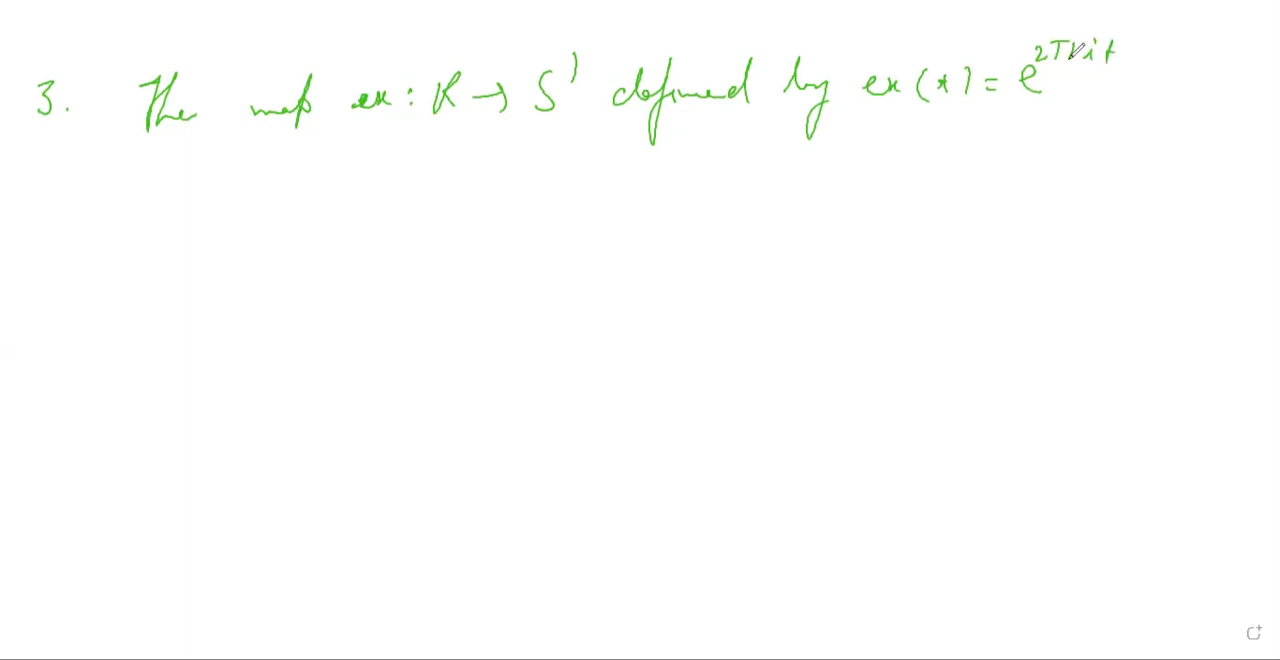 3. The map ex: R → S¹ defined by ex(t) = e^{2πit}